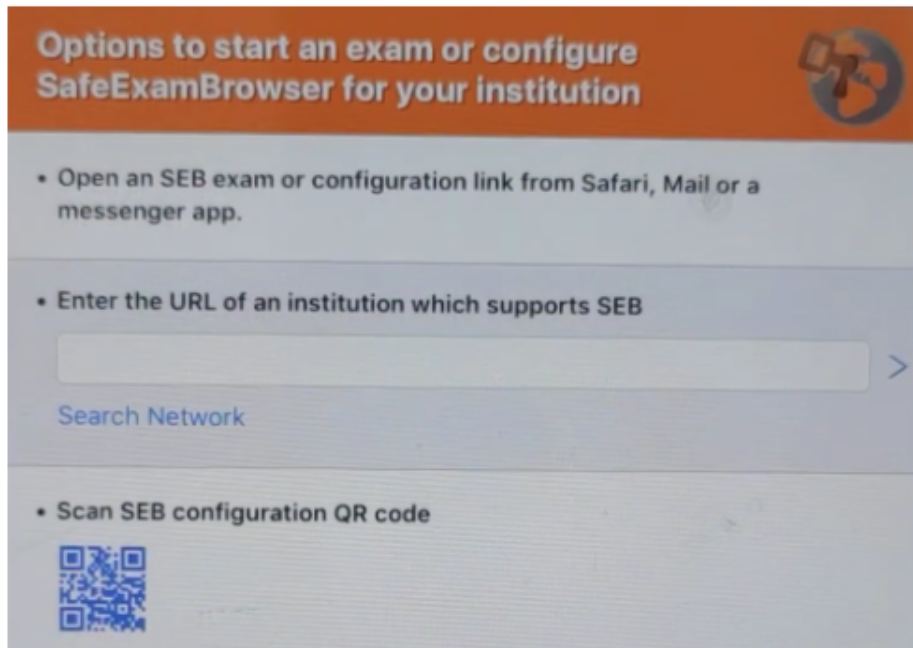 Options to start an exam or configure
SafeExamBrowser for your institution
• Open an SEB exam or configuration link from Safari, Mail or a
messenger app.
• Enter the URL of an institution which supports SEB
Search Network
• Scan SEB configuration QR code